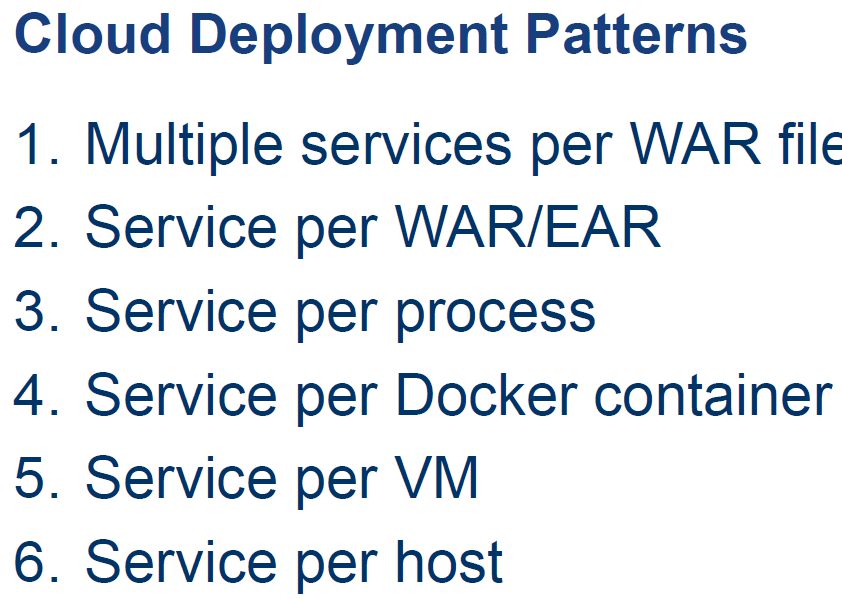 Cloud Deployment Patterns
1. Multiple services per WAR file
2. Service per WAR/EAR
3. Service per process
4. Service per Docker container
5. Service per VM
6. Service per host